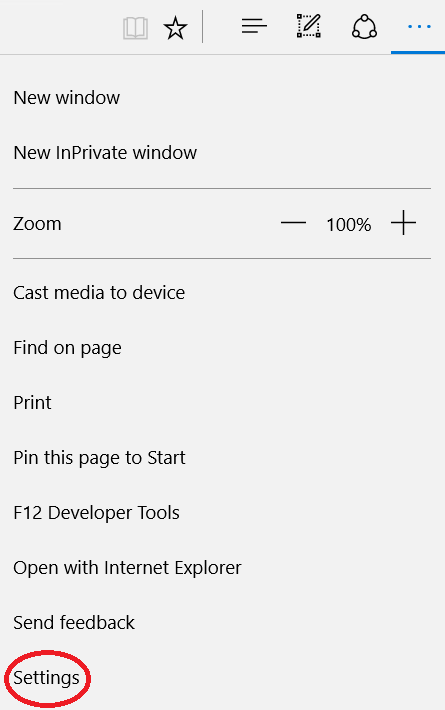 New window
New InPrivate window
Zoom
100%
Cast media to device
Find on page
Print
Pin this page to Start
F12 Developer Tools
Open with Internet Explorer
Send feedback
Settings